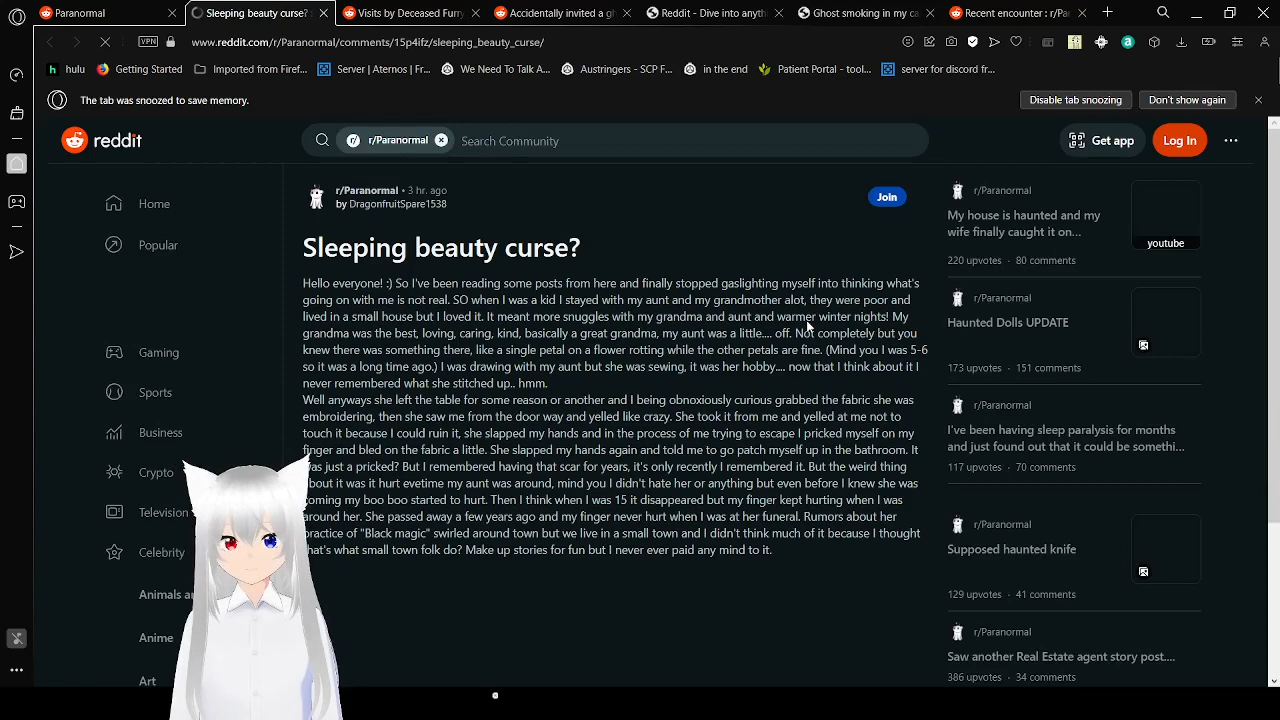 Paranormal
Sleeping beauty curse?
Visits by Deceased Furry
Accidentally invited a gh
Reddit - Dive into anyth
Ghost smoking in my ca
Recent encounter : r/Par
VPN
www.reddit.com/r/Paranormal/comments/15p4ifz/sleeping_beauty_curse/
hulu
Getting Started
Imported from Firef...
Server | Aternos | Fr...
We Need To Talk A...
Austringers - SCP F...
in the end
Patient Portal - tool...
server for discord fr...
The tab was snoozed to save memory.
Disable tab snoozing
Don't show again
reddit
r/Paranormal
Search Community
Get app
Log In
Home
Popular
Gaming
Sports
Business
Crypto
Television
Celebrity
Animals a
Anime
Art
r/Paranormal • 3 hr. ago
by DragonfruitSpare1538
Join
Sleeping beauty curse?
Hello everyone! :) So I've been reading some posts from here and finally stopped gaslighting myself into thinking what's
going on with me is not real. SO when I was a kid I stayed with my aunt and my grandmother alot, they were poor and
lived in a small house but I loved it. It meant more snuggles with my grandma and aunt and warmer winter nights! My
grandma was the best, loving, caring, kind, basically a great grandma, my aunt was a little.... off. Not completely but you
knew there was something there, like a single petal on a flower rotting while the other petals are fine. (Mind you I was 5-6
so it was a long time ago.) I was drawing with my aunt but she was sewing, it was her hobby.... now that I think about it I
never remembered what she stitched up.. hmm.
Well anyways she left the table for some reason or another and I being obnoxiously curious grabbed the fabric she was
embroidering, then she saw me from the door way and yelled like crazy. She took it from me and yelled at me not to
touch it because I could ruin it, she slapped my hands and in the process of me trying to escape I pricked myself on my
finger and bled on the fabric a little. She slapped my hands again and told me to go patch myself up in the bathroom. It
was just a pricked? But I remembered having that scar for years, it's only recently I remembered it. But the weird thing
about it was it hurt evetime my aunt was around, mind you I didn't hate her or anything but even before I knew she was
coming my boo boo started to hurt. Then I think when I was 15 it disappeared but my finger kept hurting when I was
around her. She passed away a few years ago and my finger never hurt when I was at her funeral. Rumors about her
practice of "Black magic" swirled around town but we live in a small town and I didn't think much of it because I thought
that's what small town folk do? Make up stories for fun but I never ever paid any mind to it.
r/Paranormal
My house is haunted and my
wife finally caught it on...
youtube
220 upvotes · 80 comments
r/Paranormal
Haunted Dolls UPDATE
173 upvotes · 151 comments
r/Paranormal
I've been having sleep paralysis for months
and just found out that it could be somethi...
117 upvotes · 70 comments
r/Paranormal
Supposed haunted knife
129 upvotes · 41 comments
r/Paranormal
Saw another Real Estate agent story post....
386 upvotes · 34 comments